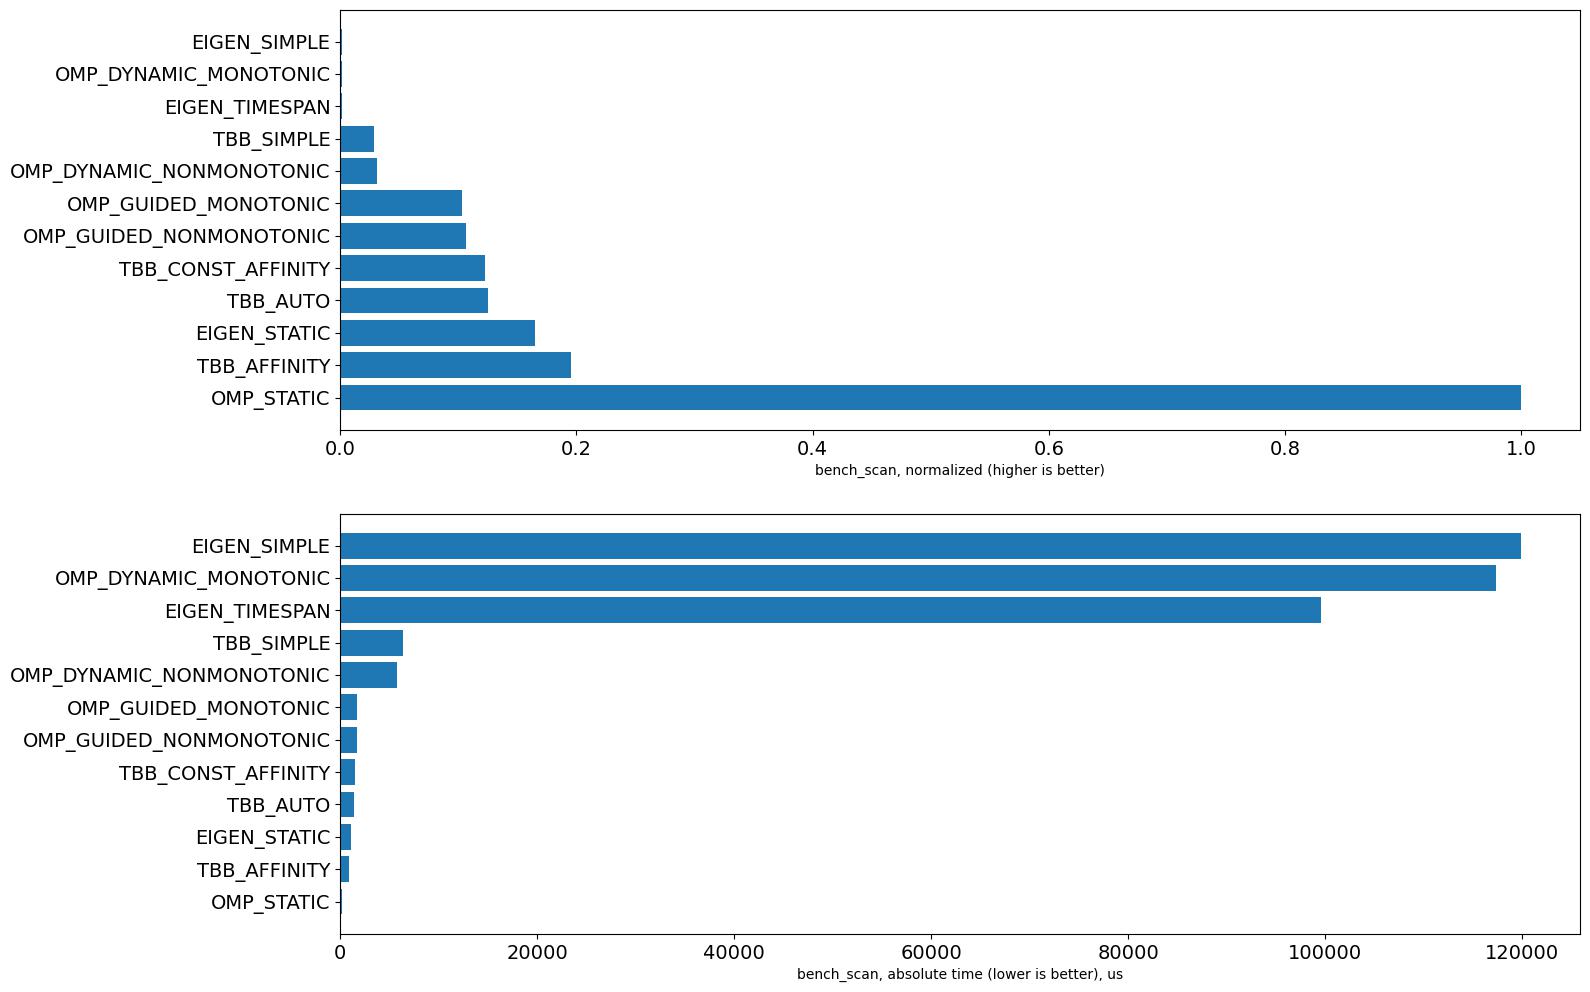 EIGEN_SIMPLE
OMP_DYNAMIC_MONOTONIC
EIGEN_TIMESPAN
TBB_SIMPLE
OMP_DYNAMIC_NONMONOTONIC
OMP_GUIDED_MONOTONIC
OMP_GUIDED_NONMONOTONIC
TBB_CONST_AFFINITY
TBB_AUTO
EIGEN_STATIC
TBB_AFFINITY
OMP_STATIC
0.0 0.2 0.4 0.6 0.8 1.0
bench_scan, normalized (higher is better)
EIGEN_SIMPLE
OMP_DYNAMIC_MONOTONIC
EIGEN_TIMESPAN
TBB_SIMPLE
OMP_DYNAMIC_NONMONOTONIC
OMP_GUIDED_MONOTONIC
OMP_GUIDED_NONMONOTONIC
TBB_CONST_AFFINITY
TBB_AUTO
EIGEN_STATIC
TBB_AFFINITY
OMP_STATIC
0 20000 40000 60000 80000 100000 120000
bench_scan, absolute time (lower is better), us